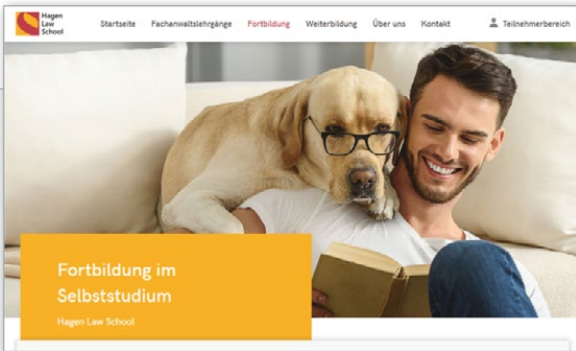 Hagen
Law
School
Startseite Fachanwaltslehrgänge Fortbildung Weiterbildung Über uns Kontakt Teilnehmerbereich
Fortbildung im
Selbststudium
Hagen Law School